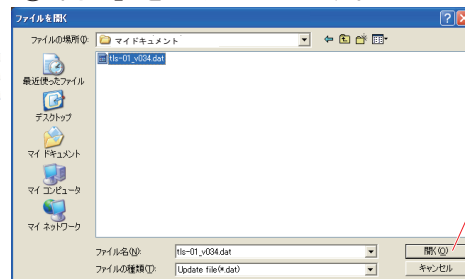 ファイルを開く
ファイルの場所(I):
マイドキュメント
tls-01_v034.dat
最近使ったファイル
デスクトップ
マイ ドキュメント
マイ コンピュータ
マイ ネットワーク
ファイル名(N):
tls-01_v034.dat
開く(O)
ファイルの種類(T):
Update file(*.dat)
キャンセル